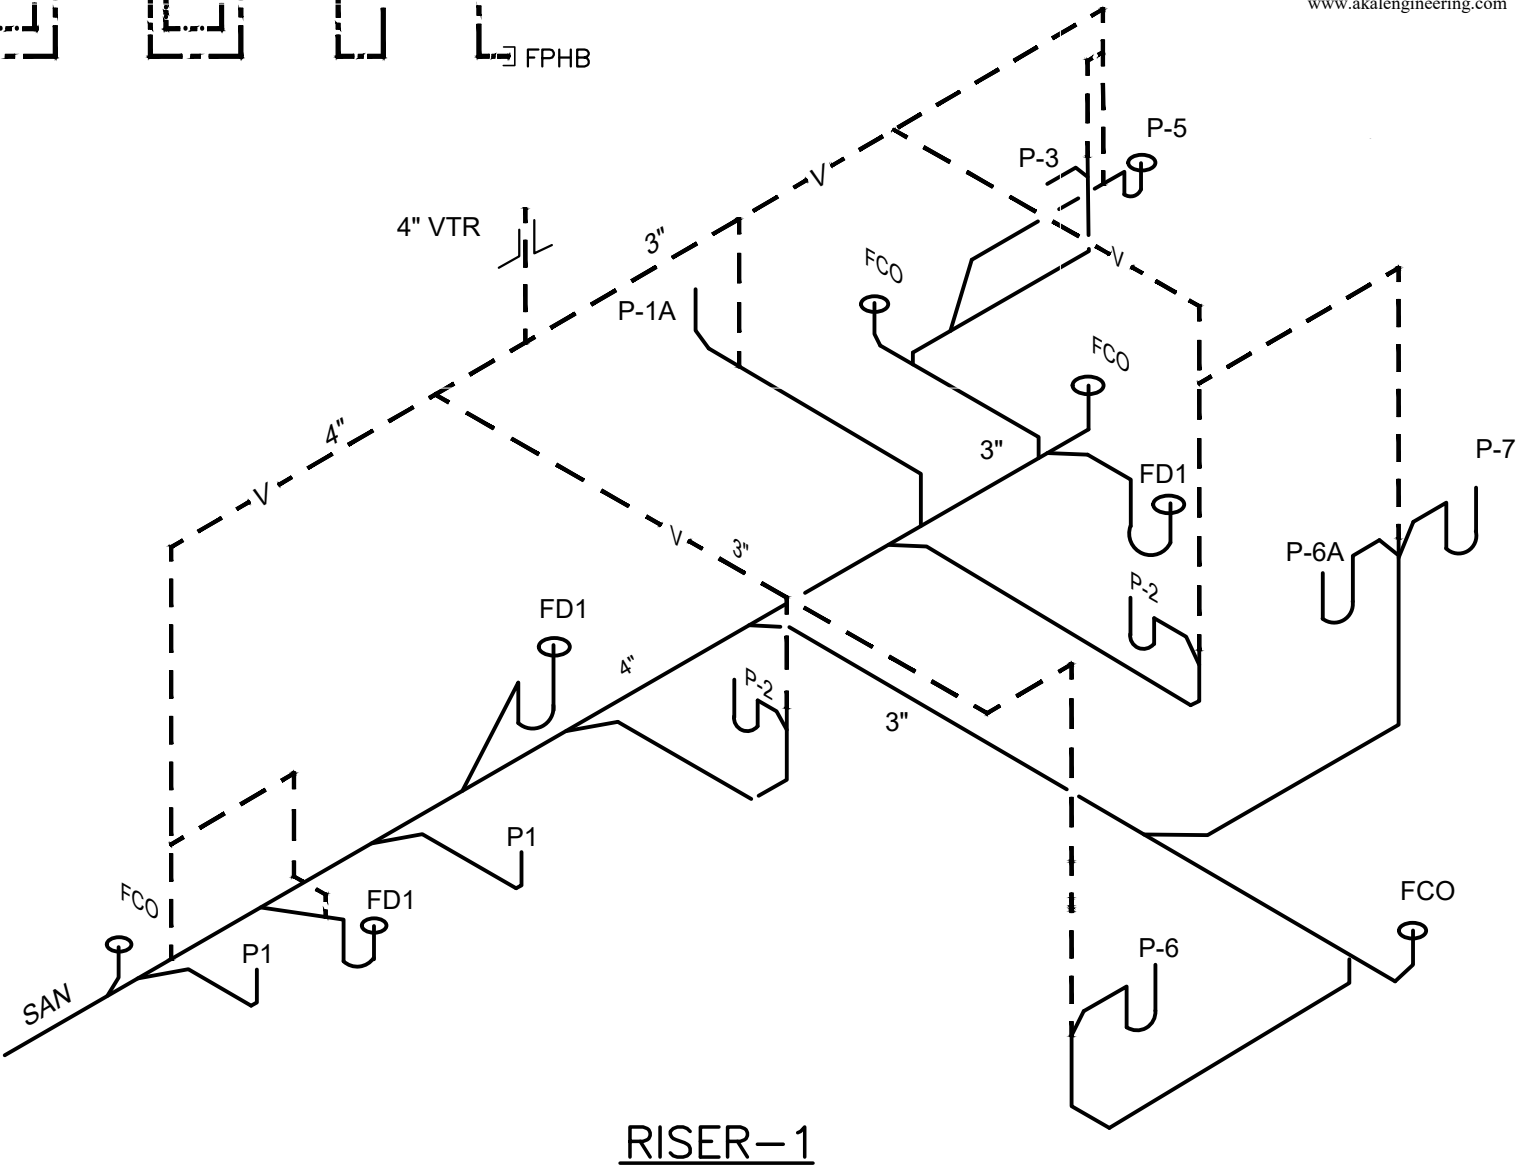 www.akalengineering.com
FPHB
P-5
P-3
V
4" VTR
3"
V
FCO
P-1A
FCO
4"
3"
P-7
FD1
V
V
3"
P-6A
P-2
FD1
4"
P-2
3"
P1
FCO
FD1
FCO
P1
P-6
SAN
RISER-1